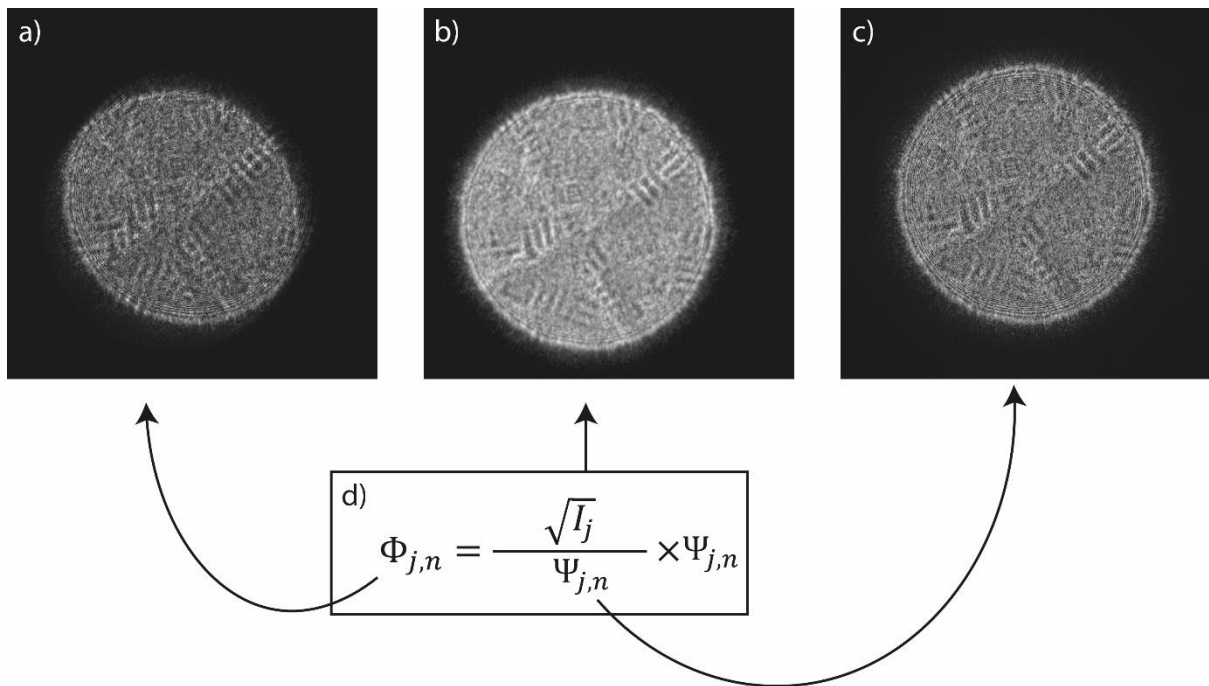 a) b) c)
d)
Φ_{j,n} = √I_j / Ψ_{j,n} × Ψ_{j,n}